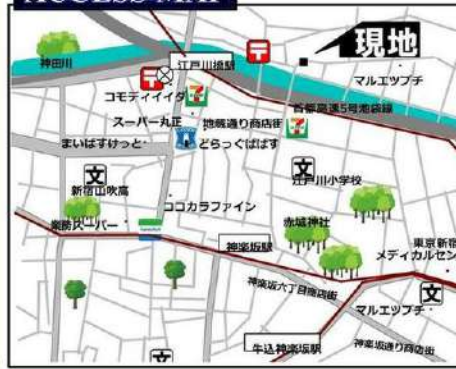 ACCESS MAP
現地
神田川
江戸川橋駅
マルエツプチ
コモディイイダ
首都高速5号池袋線
スーパー丸正
地蔵通り商店街
まいばすけっと
どらっぐぱぱす
文
文
新宿山吹高
江戸川小学校
ココカラファイン
業務スーパー
赤城神社
FamilyMart
神楽坂駅
東京新宿
メディカルセン
神楽坂六丁目商店街
文
マルエツプチ
牛込神楽坂駅
神楽坂通り商店街
文